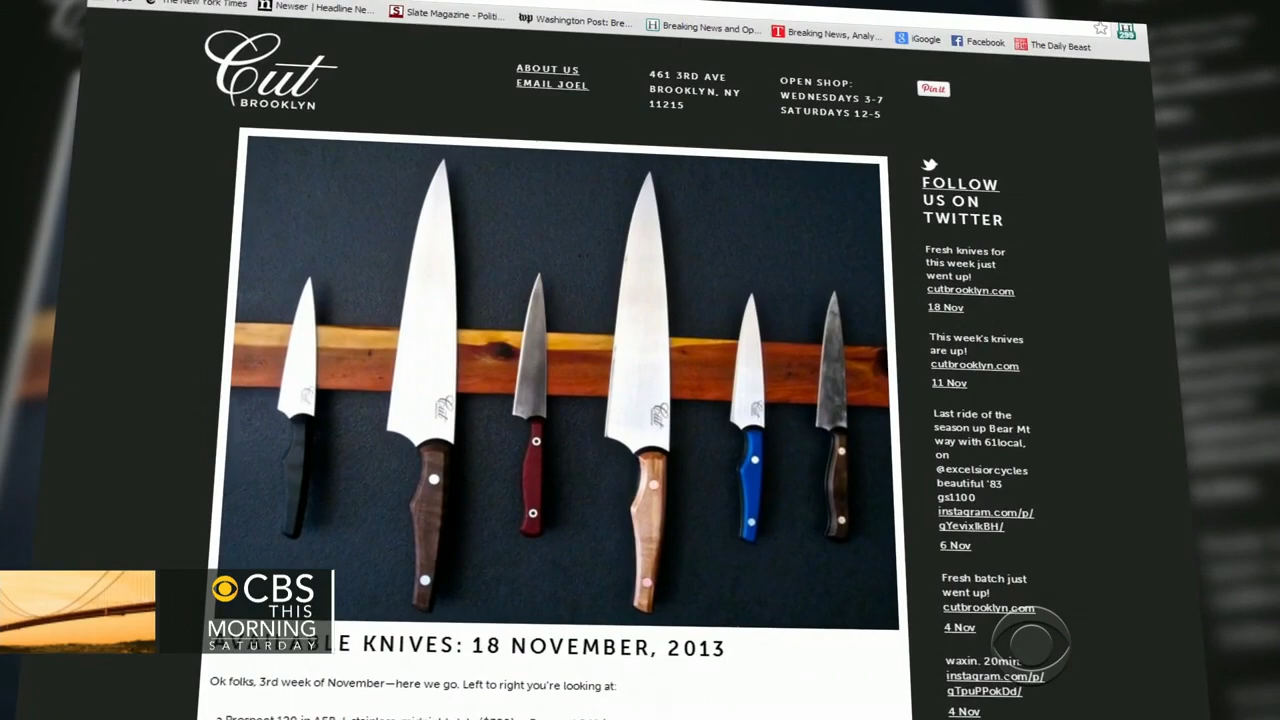 The New York Times
Newser | Headline Ne...
Slate Magazine - Politi...
Washington Post: Bre...
Breaking News and Op...
Breaking News, Analy...
iGoogle
Facebook
The Daily Beast
Cut
BROOKLYN
ABOUT US
EMAIL JOEL
461 3RD AVE
BROOKLYN, NY
11215
OPEN SHOP:
WEDNESDAYS 3-7
SATURDAYS 12-5
Pin it
FOLLOW
US ON
TWITTER
Fresh knives for
this week just
went up!
cutbrooklyn.com
18 Nov
This week's knives
are up!
cutbrooklyn.com
11 Nov
Last ride of the
season up Bear Mt
way with 61local,
on
@excelsiorcycles
beautiful '83
gs1100
instagram.com/p/
gYevixlkBH/
6 Nov
Fresh batch just
went up!
cutbrooklyn.com
4 Nov
waxin. 20min.
instagram.com/p/
gTpuPPokDd/
4 Nov
Cut
Cut
Cut
Cut
CBS
THIS
MORNING
SATURDAY
KNIVES: 18 NOVEMBER, 2013
Ok folks, 3rd week of November—here we go. Left to right you're looking at: